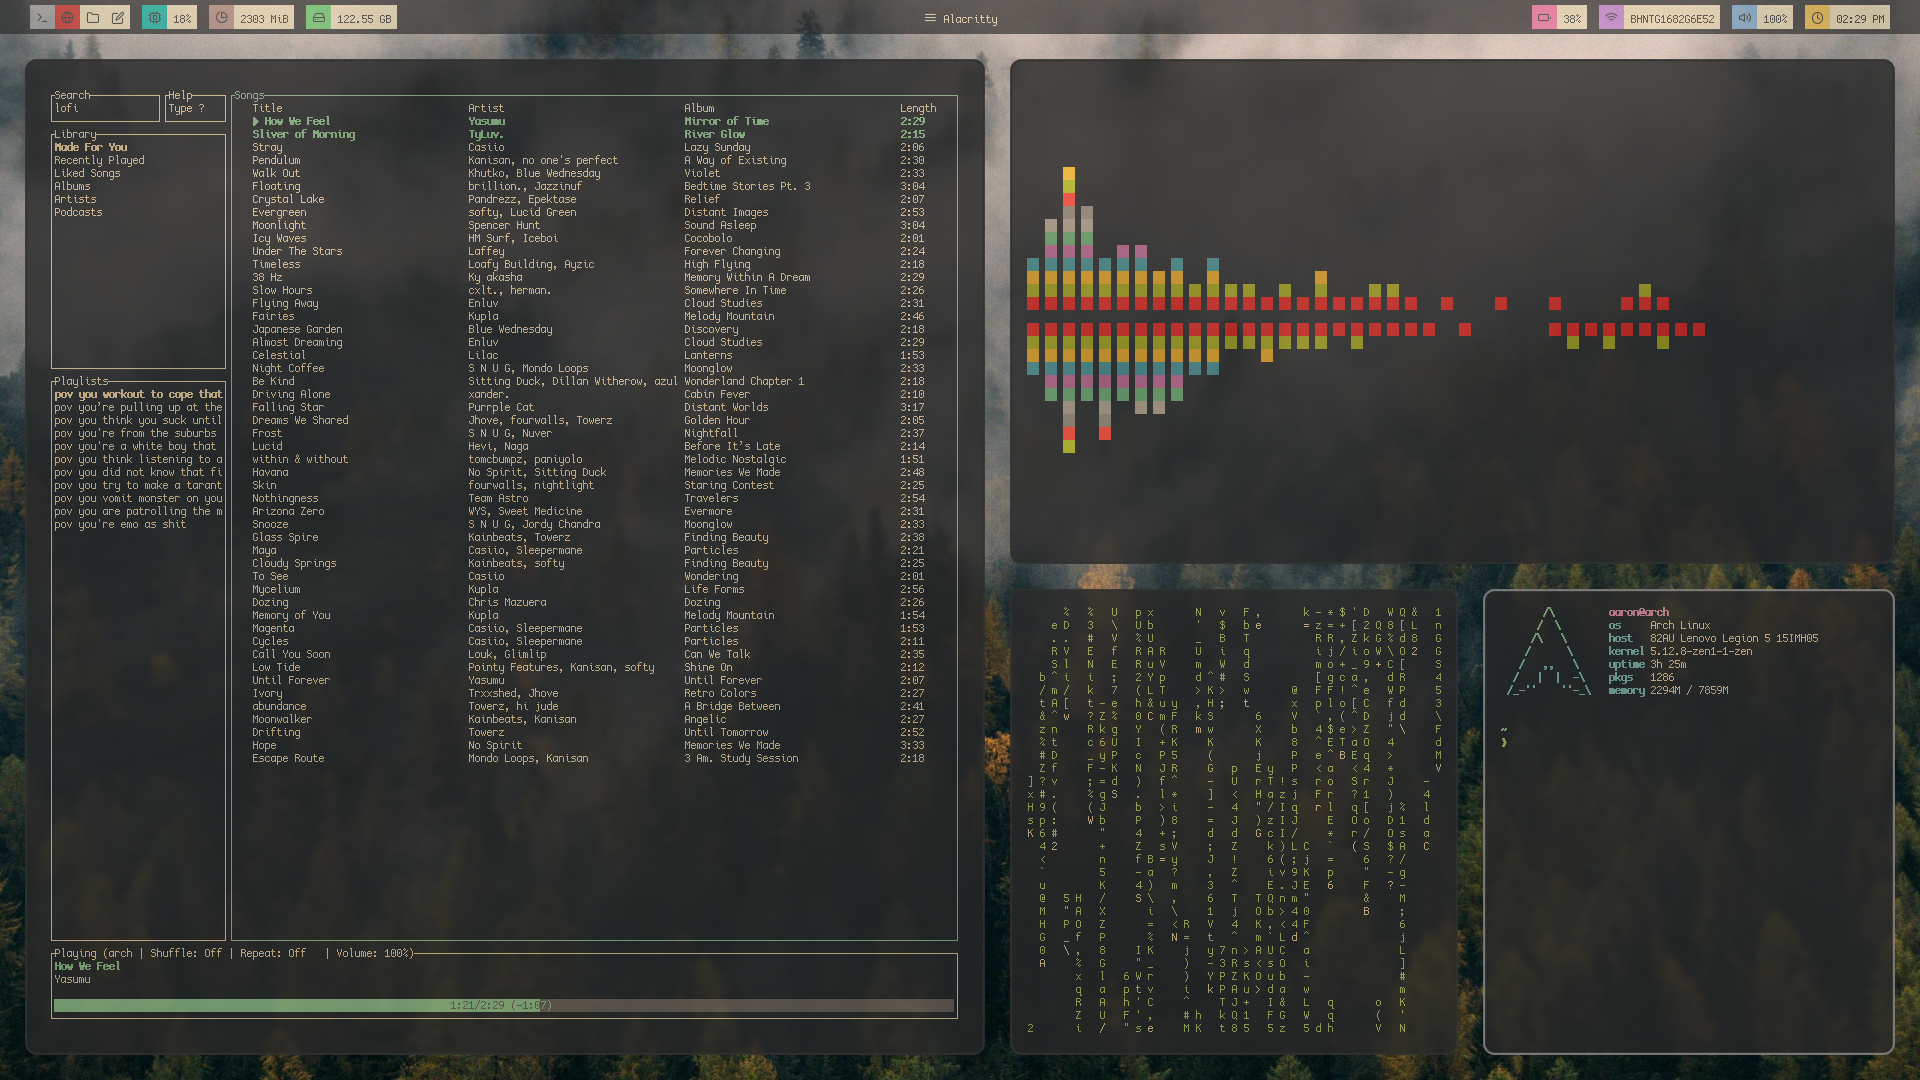 18%
2303 MiB
122.55 GB
Alacritty
38%
BHNTG1682G6E52
100%
02:29 PM
Search
lofi
Help
Type ?
Library
Made For You
Recently Played
Liked Songs
Albums
Artists
Podcasts
Playlists
pov you workout to cope that
pov you're pulling up at the
pov you think you suck until
pov you're from the suburbs
pov you're a white boy that
pov you think listening to a
pov you did not know that fi
pov you try to make a tarant
pov you vomit monster on you
pov you are patrolling the m
pov you're emo as shit
Songs
Title Artist Album Length
▶ How We Feel Yasumu Mirror of Time 2:29
Sliver of Morning TyLuv. River Glow 2:15
Stray Casiio Lazy Sunday 2:06
Pendulum Kanisan, no one's perfect A Way of Existing 2:30
Walk Out Khutko, Blue Wednesday Violet 2:33
Floating brillion., Jazzinuf Bedtime Stories Pt. 3 3:04
Crystal Lake Pandrezz, Epektase Relief 2:07
Evergreen softy, Lucid Green Distant Images 2:53
Moonlight Spencer Hunt Sound Asleep 3:04
Icy Waves HM Surf, Iceboi Cocobolo 2:01
Under The Stars Laffey Forever Changing 2:24
Timeless Loafy Building, Ayzic High Flying 2:18
38 Hz Ky akasha Memory Within A Dream 2:29
Slow Hours cxlt., herman. Somewhere In Time 2:26
Flying Away Enluv Cloud Studies 2:31
Fairies Kupla Melody Mountain 2:46
Japanese Garden Blue Wednesday Discovery 2:18
Almost Dreaming Enluv Cloud Studies 2:29
Celestial Lilac Lanterns 1:53
Night Coffee S N U G, Mondo Loops Moonglow 2:33
Be Kind Sitting Duck, Dillan Witherow, azul Wonderland Chapter 1 2:18
Driving Alone xander. Cabin Fever 2:10
Falling Star Purrple Cat Distant Worlds 3:17
Dreams We Shared Jhove, fourwalls, Towerz Golden Hour 2:05
Frost S N U G, Nuver Nightfall 2:37
Lucid Hevi, Naga Before It's Late 2:14
within & without tomcbumpz, paniyolo Melodic Nostalgic 1:51
Havana No Spirit, Sitting Duck Memories We Made 2:48
Skin fourwalls, nightlight Staring Contest 2:25
Nothingness Team Astro Travelers 2:54
Arizona Zero WYS, Sweet Medicine Evermore 2:31
Snooze S N U G, Jordy Chandra Moonglow 2:33
Glass Spire Kainbeats, Towerz Finding Beauty 2:38
Maya Casiio, Sleepermane Particles 2:21
Cloudy Springs Kainbeats, softy Finding Beauty 2:25
To See Casiio Wondering 2:01
Mycelium Kupla Life Forms 2:56
Dozing Chris Mazuera Dozing 2:26
Memory of You Kupla Melody Mountain 1:54
Magenta Casiio, Sleepermane Particles 1:53
Cycles Casiio, Sleepermane Particles 2:11
Call You Soon Louk, Glimlip Can We Talk 2:35
Low Tide Pointy Features, Kanisan, softy Shine On 2:12
Until Forever Yasumu Until Forever 2:07
Ivory Trxxshed, Jhove Retro Colors 2:27
abundance Towerz, hi jude A Bridge Between 2:41
Moonwalker Kainbeats, Kanisan Angelic 2:27
Drifting Towerz Until Tomorrow 2:52
Hope No Spirit Memories We Made 3:33
Escape Route Mondo Loops, Kanisan 3 Am. Study Session 2:18
Playing (arch | Shuffle: Off | Repeat: Off | Volume: 100%)
How We Feel
Yasumu
1:21/2:29 (-1:07)
aaron@arch
os Arch Linux
host 82AU Lenovo Legion 5 15IMH05
kernel 5.12.8-zen1-1-zen
uptime 3h 25m
pkgs 1286
memory 2294M / 7859M
~
❯